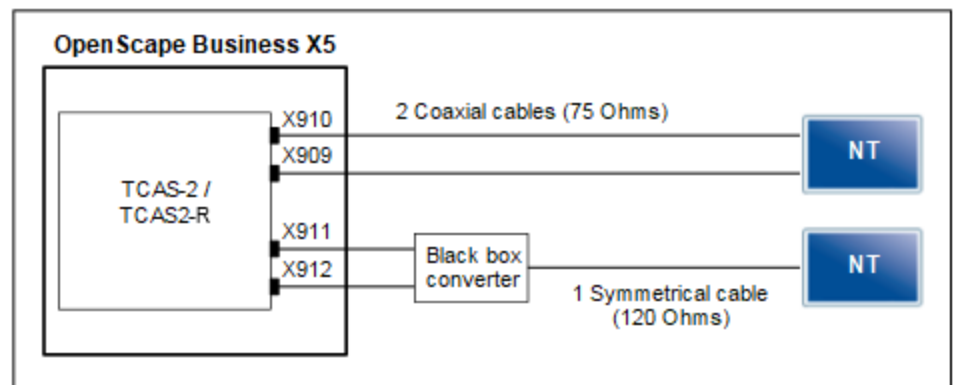 OpenScape Business X5
X910
2 Coaxial cables (75 Ohms)
NT
X909
TCAS-2 /
TCAS2-R
X911
X912
Black box
converter
NT
1 Symmetrical cable
(120 Ohms)